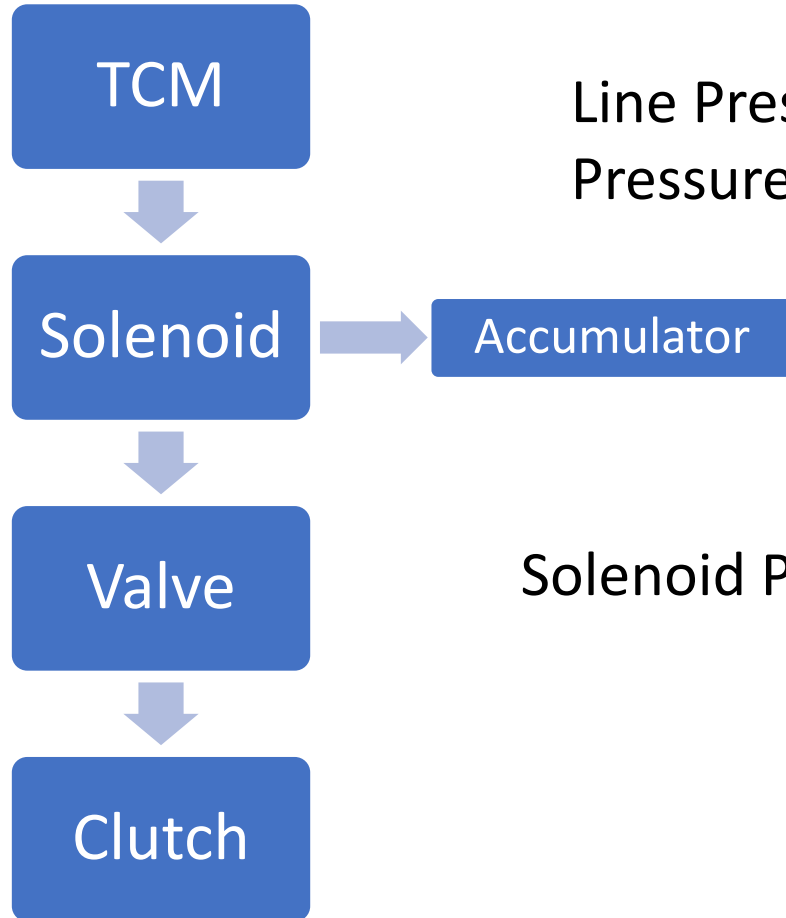 TCM
Line Pres
Pressure
Solenoid
Accumulator
Valve
Solenoid P
Clutch